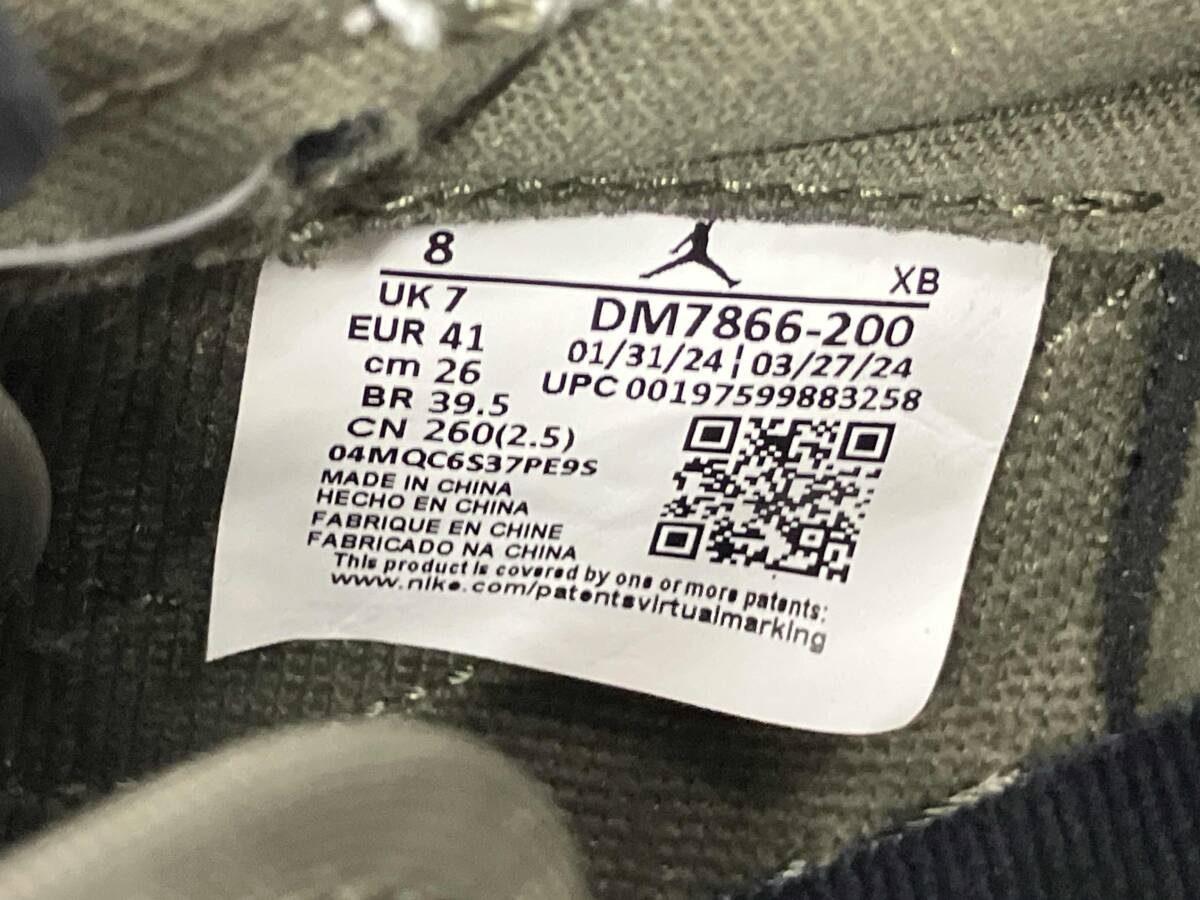 8 XB
UK 7
DM7866-200
EUR 41
01/31/24 ¦ 03/27/24
cm 26
UPC 00197599883258
BR 39.5
CN 260(2.5)
04MQC6S37PE9S
MADE IN CHINA
HECHO EN CHINA
FABRIQUE EN CHINE
FABRICADO NA CHINA
This product is covered by one or more patents:
www.nike.com/patentsvirtualmarking